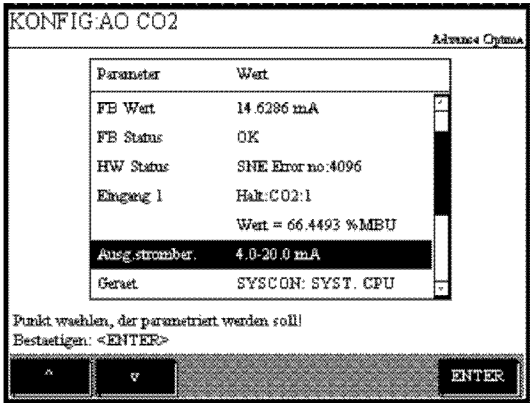 KONFIG:AO CO2
Advance Optima
Parameter Wert
FB Wert 14.6286 mA
FB Status OK
HW Status SNE Error no:4096
Eingang 1 Halt:CO2:1
Wert = 66.4493 %MBU
Ausg.stromber. 4.0-20.0 mA
Geraet SYSCON: SYST. CPU
Punkt waehlen, der parametriert werden soll!
Bestaetigen: <ENTER>
ENTER